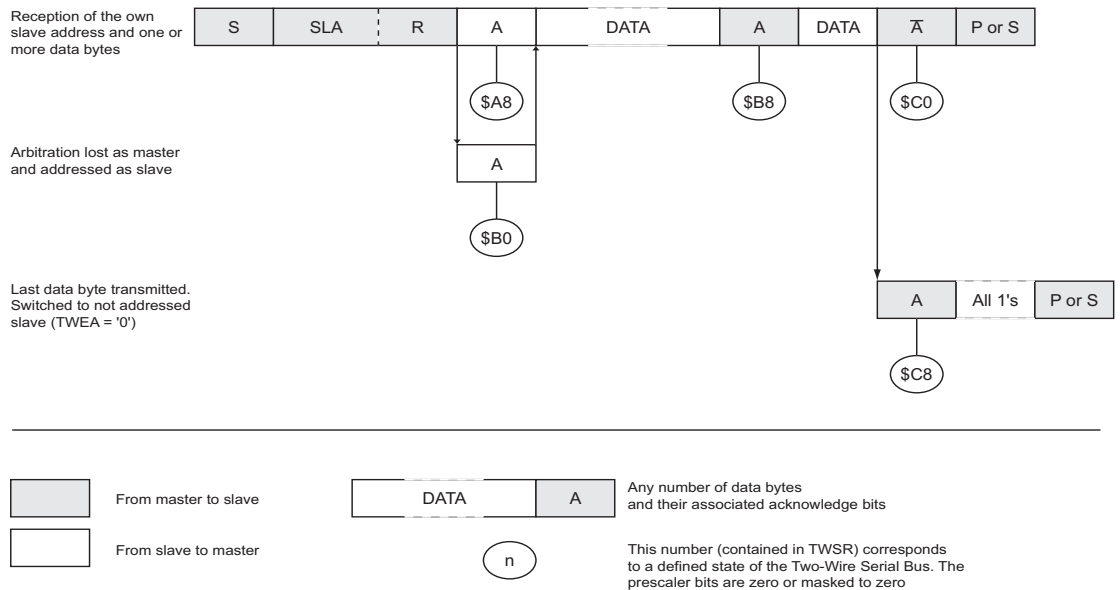 Reception of the own
slave address and one or
more data bytes
S SLA R A DATA A DATA A̅ P or S
$A8 $B8 $C0
Arbitration lost as master
and addressed as slave
A
$B0
Last data byte transmitted.
Switched to not addressed
slave (TWEA = '0')
A All 1's P or S
$C8
From master to slave
DATA A
Any number of data bytes
and their associated acknowledge bits
From slave to master
n
This number (contained in TWSR) corresponds
to a defined state of the Two-Wire Serial Bus. The
prescaler bits are zero or masked to zero